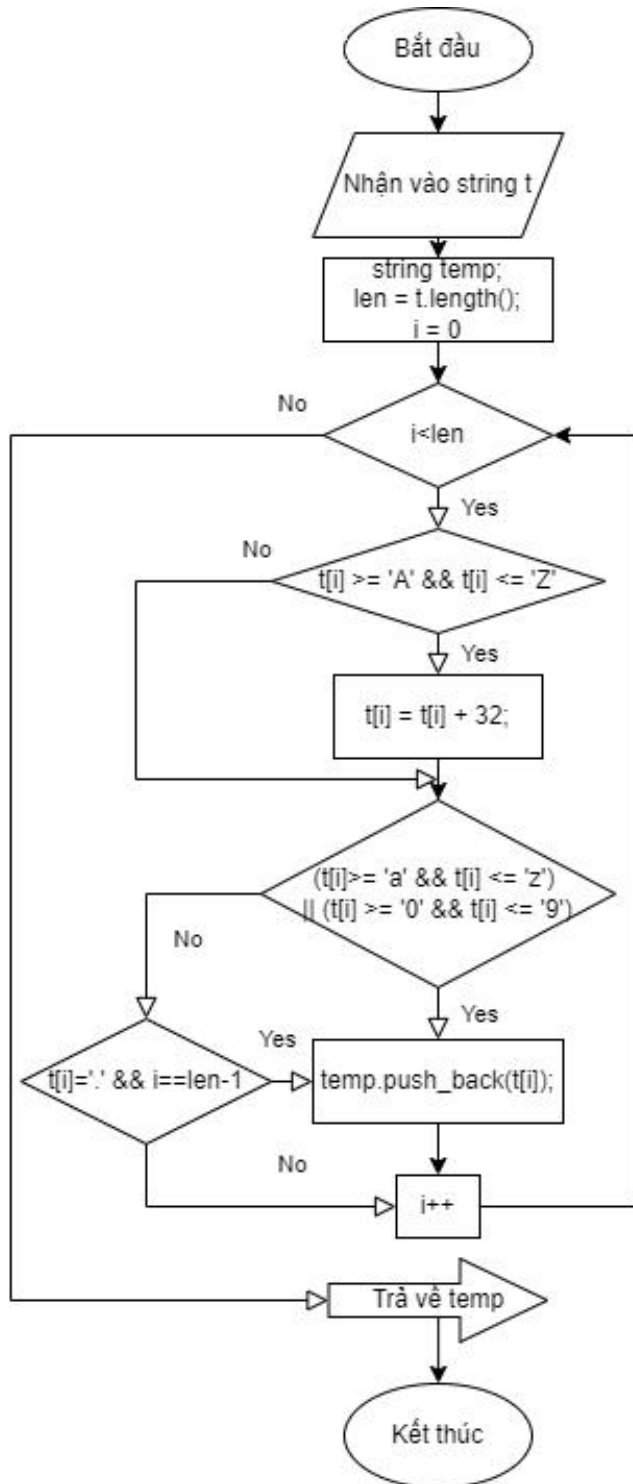 Bắt đầu
Nhận vào string t
string temp;
len = t.length();
i = 0
No
i<len
Yes
No
t[i] >= 'A' && t[i] <= 'Z'
Yes
t[i] = t[i] + 32;
(t[i]>= 'a' && t[i] <= 'z')
|| (t[i] >= '0' && t[i] <= '9')
No
Yes
t[i]='.' && i==len-1
Yes
temp.push_back(t[i]);
No
i++
Trả về temp
Kết thúc